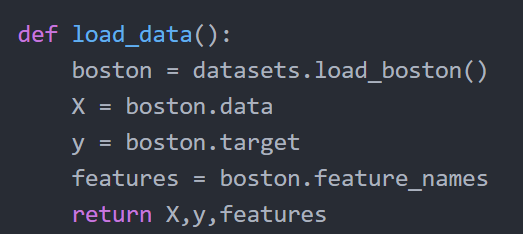 def load_data():
    boston = datasets.load_boston()
    X = boston.data
    y = boston.target
    features = boston.feature_names
    return X,y,features